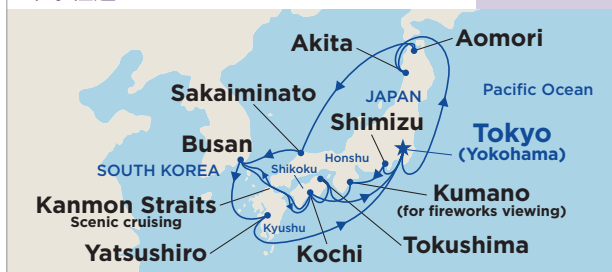 Akita
Aomori
Sakaiminato
JAPAN
Pacific Ocean
Shimizu
Busan
Honshu
Tokyo
(Yokohama)
SOUTH KOREA
Shikoku
Kanmon Straits
Scenic cruising
Kumano
(for fireworks viewing)
Kyushu
Yatsushiro
Kochi
Tokushima